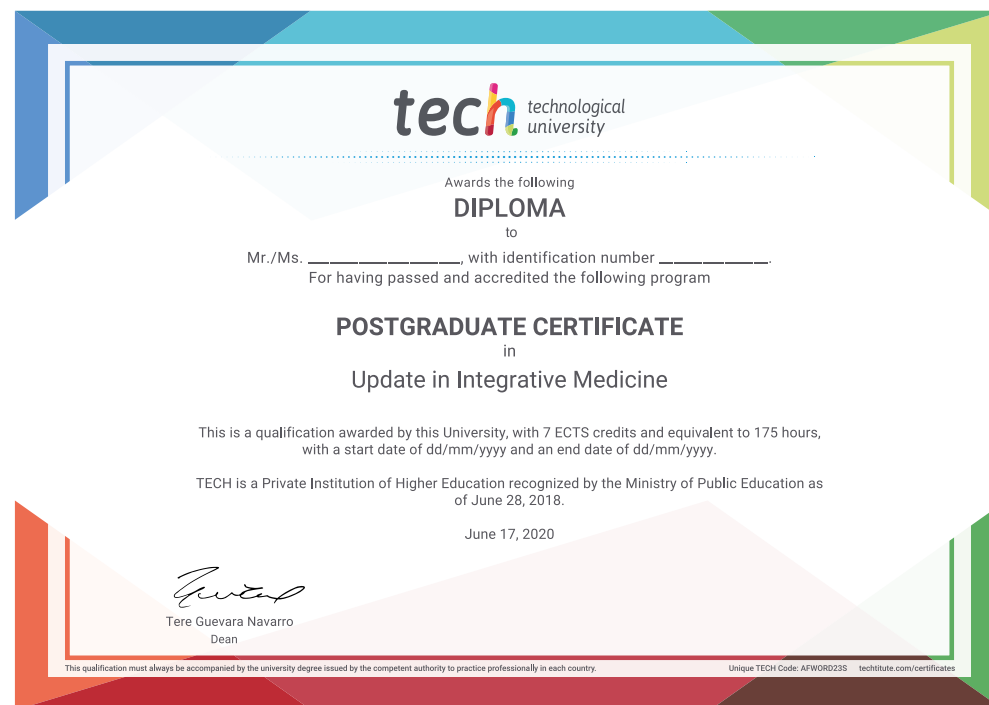 tech technological
university
Awards the following
DIPLOMA
to
Mr./Ms. ____________________, with identification number ______________.
For having passed and accredited the following program
POSTGRADUATE CERTIFICATE
in
Update in Integrative Medicine
This is a qualification awarded by this University, with 7 ECTS credits and equivalent to 175 hours,
with a start date of dd/mm/yyyy and an end date of dd/mm/yyyy.
TECH is a Private Institution of Higher Education recognized by the Ministry of Public Education as
of June 28, 2018.
June 17, 2020
Tere Guevara Navarro
Dean
This qualification must always be accompanied by the university degree issued by the competent authority to practice professionally in each country.
Unique TECH Code: AFWORD23S techtitute.com/certificates